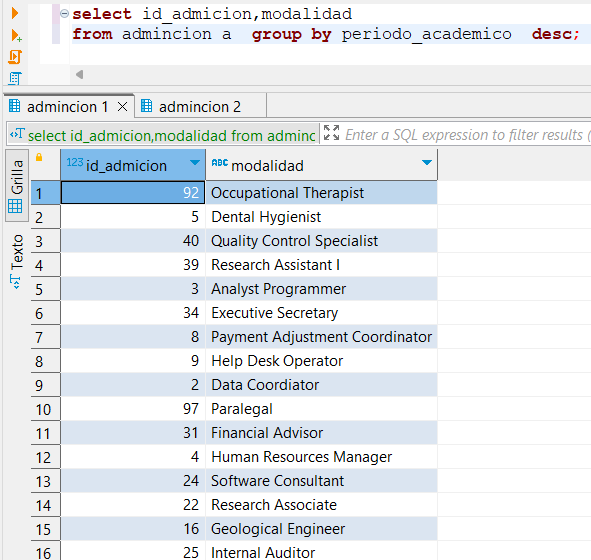 select id_admicion,modalidad
from admincion a  group by periodo_academico  desc;
admincion 1
admincion 2
select id_admicion,modalidad from adminc
Enter a SQL expression to filter results (
Grilla
Texto
123 id_admicion
ABC modalidad
1 92 Occupational Therapist
2 5 Dental Hygienist
3 40 Quality Control Specialist
4 39 Research Assistant I
5 3 Analyst Programmer
6 34 Executive Secretary
7 8 Payment Adjustment Coordinator
8 9 Help Desk Operator
9 2 Data Coordiator
10 97 Paralegal
11 31 Financial Advisor
12 4 Human Resources Manager
13 24 Software Consultant
14 22 Research Associate
15 16 Geological Engineer
16 25 Internal Auditor